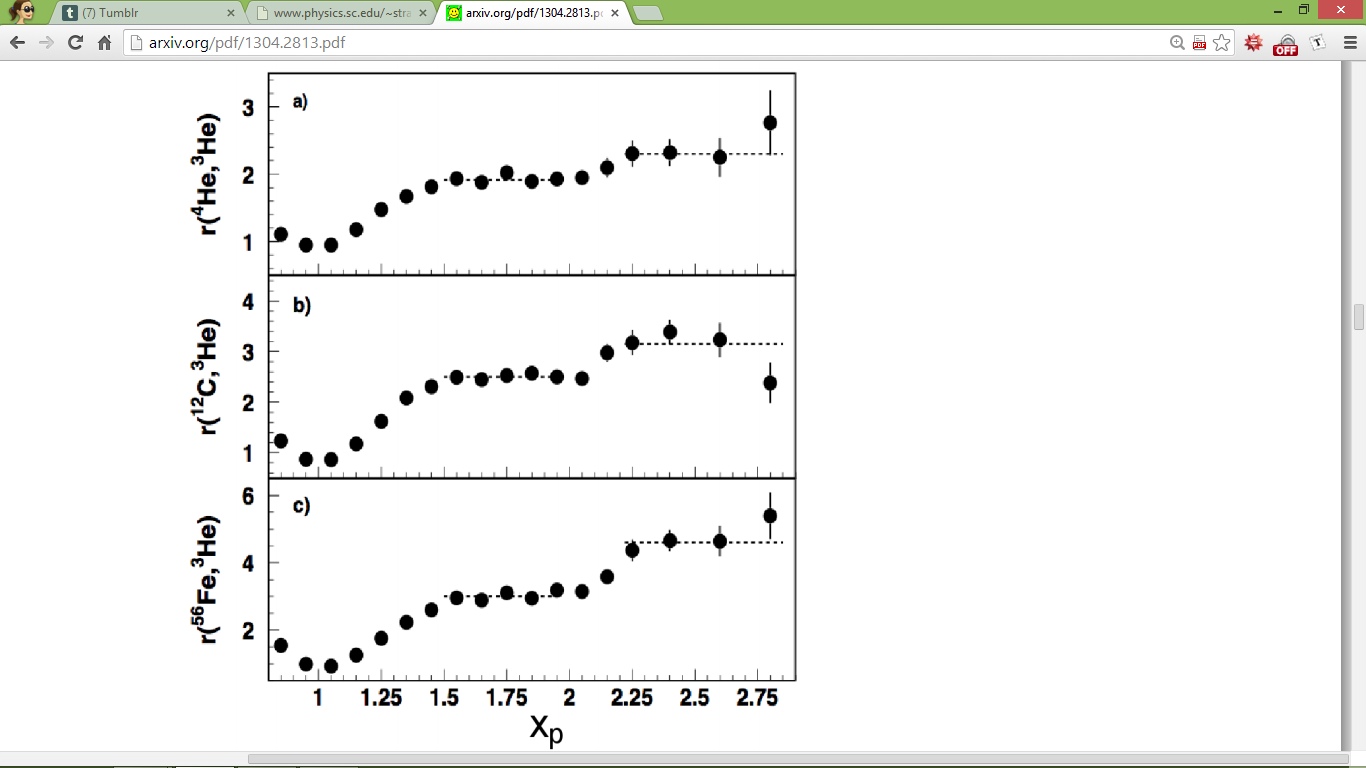 (7) Tumblr
www.physics.sc.edu/~stra
arxiv.org/pdf/1304.2813.p
arxiv.org/pdf/1304.2813.pdf
OFF
T
a)
3
2
1
r(⁴He,³He)
b)
4
3
2
1
r(¹²C,³He)
c)
6
4
2
r(⁵⁶Fe,³He)
1 1.25 1.5 1.75 2 2.25 2.5 2.75
Xₚ